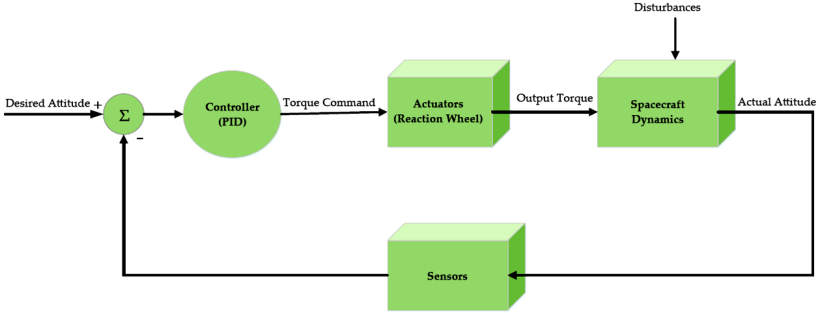 Disturbances
Desired Attitude +
Σ
−
Controller
(PID)
Torque Command
Actuators
(Reaction Wheel)
Output Torque
Spacecraft
Dynamics
Actual Attitude
Sensors